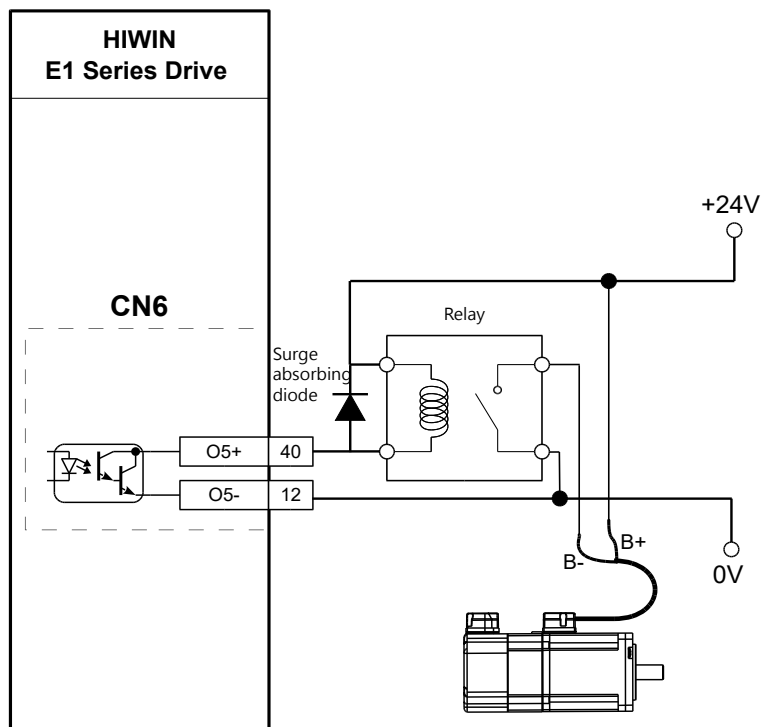 HIWIN
E1 Series Drive
+24V
CN6
Relay
Surge
absorbing
diode
O5+ 40
O5- 12
B- B+
0V